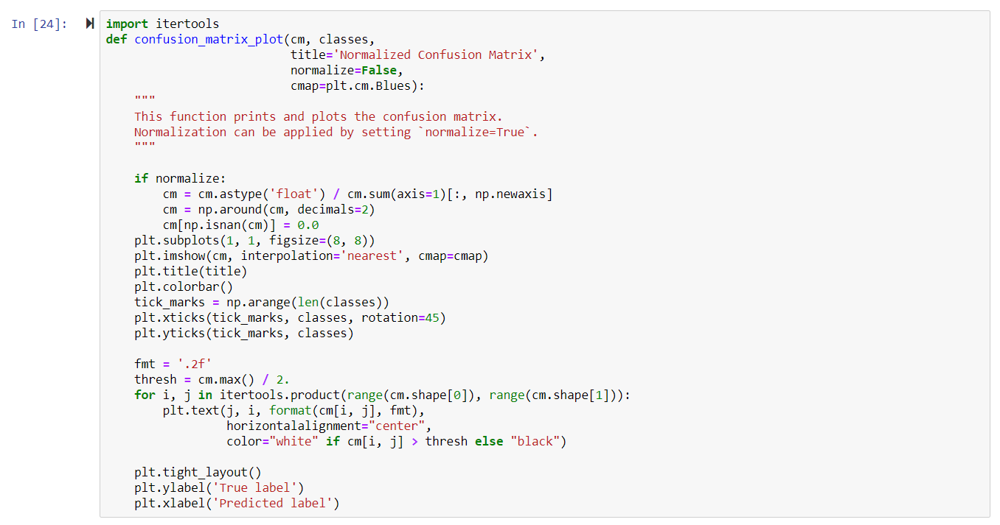 In [24]:
import itertools
def confusion_matrix_plot(cm, classes,
                          title='Normalized Confusion Matrix',
                          normalize=False,
                          cmap=plt.cm.Blues):
    """
    This function prints and plots the confusion matrix.
    Normalization can be applied by setting `normalize=True`.
    """

    if normalize:
        cm = cm.astype('float') / cm.sum(axis=1)[:, np.newaxis]
        cm = np.around(cm, decimals=2)
        cm[np.isnan(cm)] = 0.0
    plt.subplots(1, 1, figsize=(8, 8))
    plt.imshow(cm, interpolation='nearest', cmap=cmap)
    plt.title(title)
    plt.colorbar()
    tick_marks = np.arange(len(classes))
    plt.xticks(tick_marks, classes, rotation=45)
    plt.yticks(tick_marks, classes)

    fmt = '.2f'
    thresh = cm.max() / 2.
    for i, j in itertools.product(range(cm.shape[0]), range(cm.shape[1])):
        plt.text(j, i, format(cm[i, j], fmt),
                 horizontalalignment="center",
                 color="white" if cm[i, j] > thresh else "black")

    plt.tight_layout()
    plt.ylabel('True label')
    plt.xlabel('Predicted label')